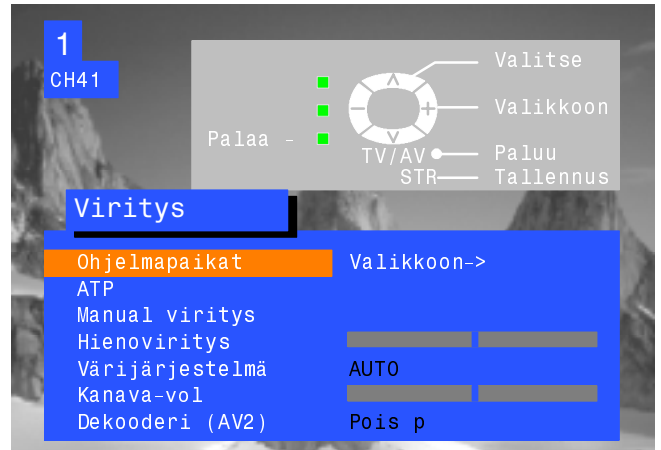 1
CH41
Valitse
Valikkoon
Palaa -
TV/AV Paluu
STR Tallennus
Viritys
Ohjelmapaikat Valikkoon->
ATP
Manual viritys
Hienoviritys
Värijärjestelmä AUTO
Kanava-vol
Dekooderi (AV2) Pois p